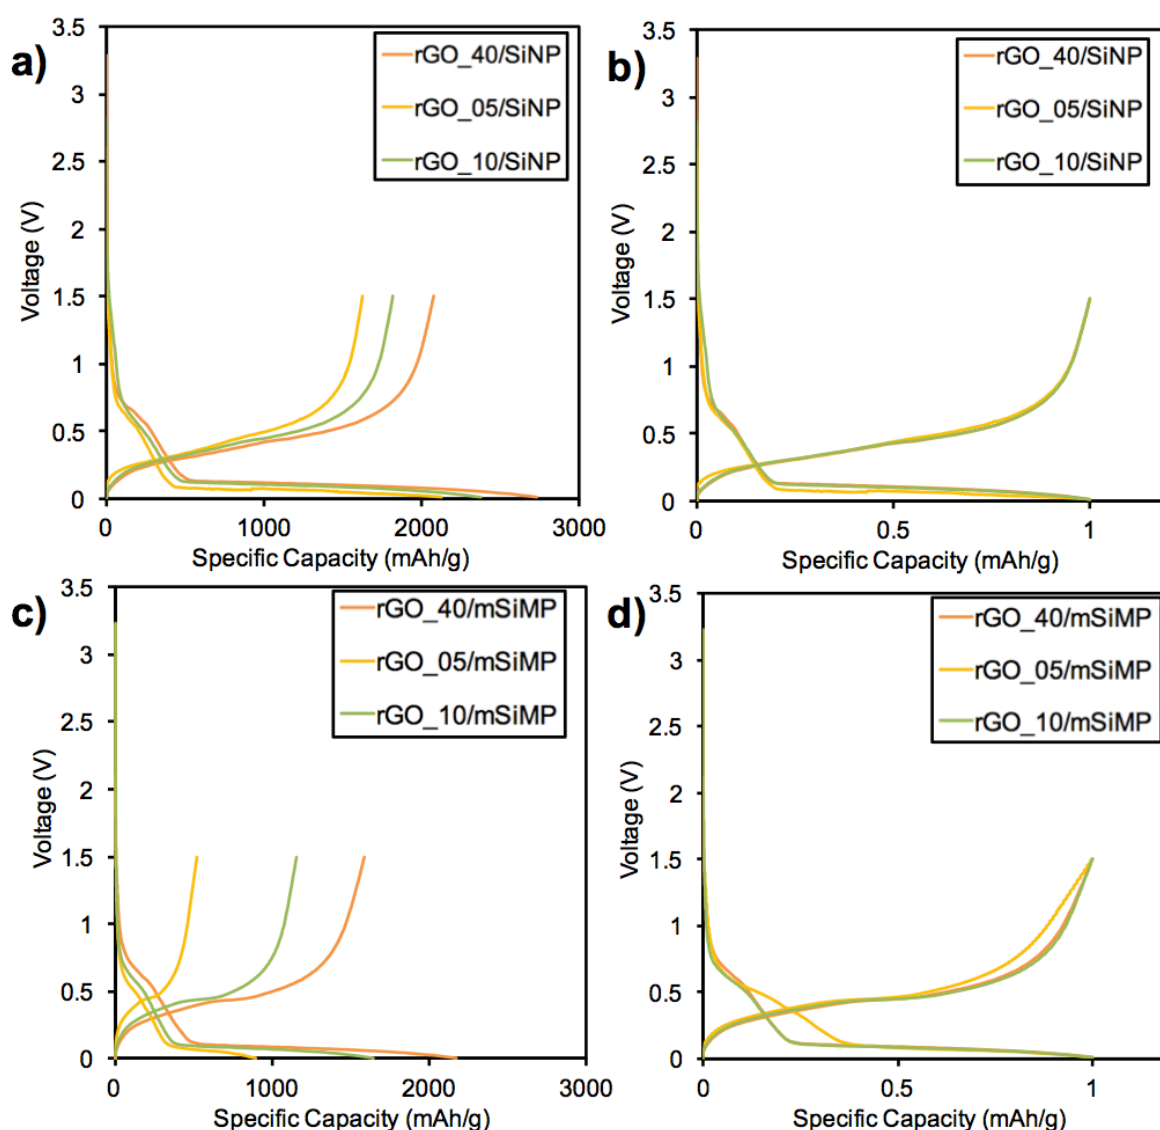 a)
3.5
3
2.5
2
1.5
1
0.5
0
Voltage (V)
rGO_40/SiNP
rGO_05/SiNP
rGO_10/SiNP
0 1000 2000 3000
Specific Capacity (mAh/g)
b)
3.5
3
2.5
2
1.5
1
0.5
0
Voltage (V)
rGO_40/SiNP
rGO_05/SiNP
rGO_10/SiNP
0 0.5 1
Specific Capacity (mAh/g)
c)
3.5
3
2.5
2
1.5
1
0.5
0
Voltage (V)
rGO_40/mSiMP
rGO_05/mSiMP
rGO_10/mSiMP
0 1000 2000 3000
Specific Capacity (mAh/g)
d)
3.5
3
2.5
2
1.5
1
0.5
0
Voltage (V)
rGO_40/mSiMP
rGO_05/mSiMP
rGO_10/mSiMP
0 0.5 1
Specific Capacity (mAh/g)